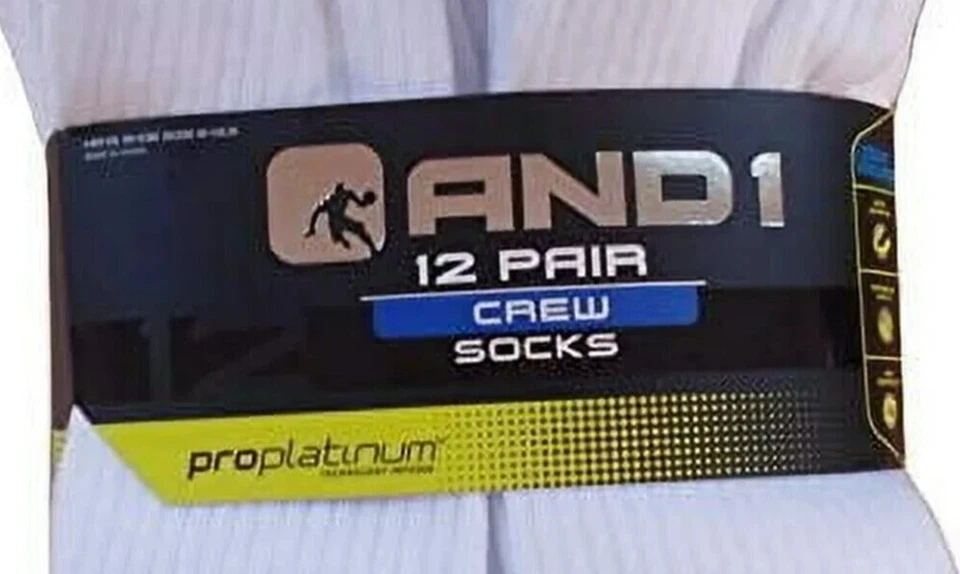 AND1
12 PAIR
CREW
SOCKS
proplatinum